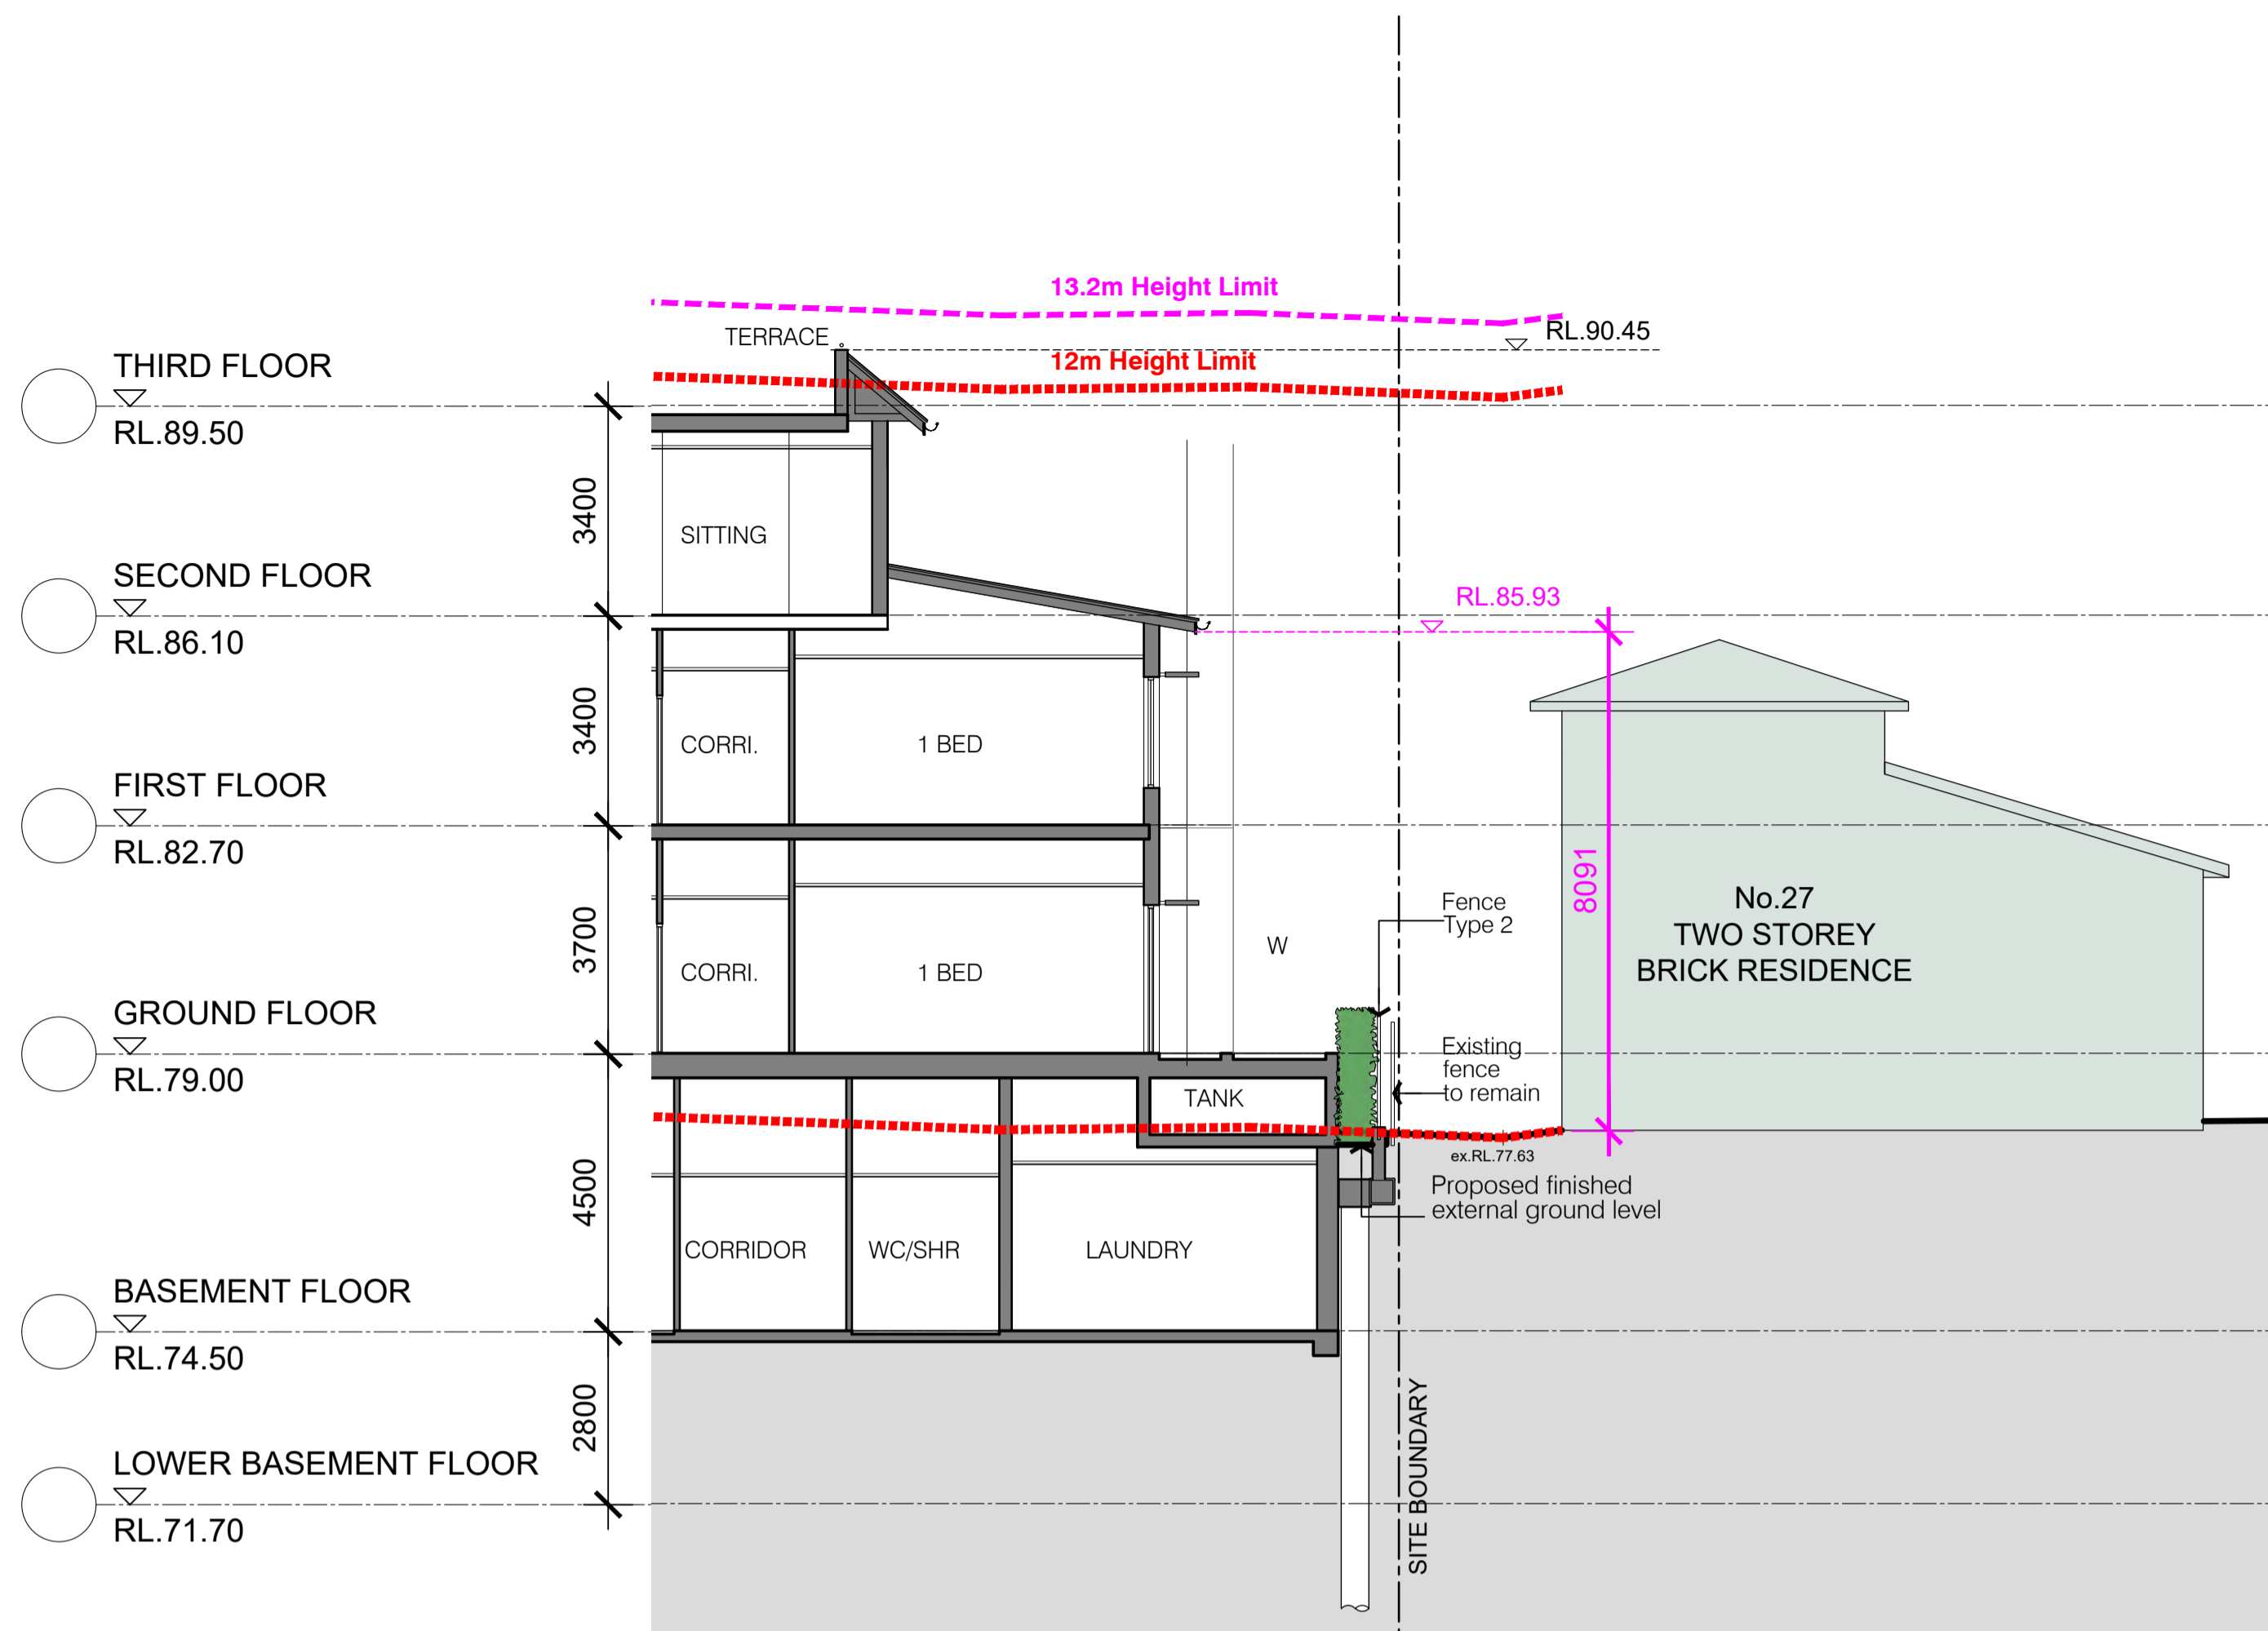 13.2m Height Limit
TERRACE
RL.90.45
12m Height Limit
THIRD FLOOR
RL.89.50
3400
SITTING
SECOND FLOOR
RL.86.10
RL.85.93
3400
CORRI.
1 BED
FIRST FLOOR
RL.82.70
8091
3700
CORRI.
1 BED
W
Fence
Type 2
No.27
TWO STOREY
BRICK RESIDENCE
GROUND FLOOR
RL.79.00
Existing
fence
to remain
TANK
ex.RL.77.63
Proposed finished
external ground level
4500
CORRIDOR
WC/SHR
LAUNDRY
BASEMENT FLOOR
RL.74.50
2800
SITE BOUNDARY
LOWER BASEMENT FLOOR
RL.71.70